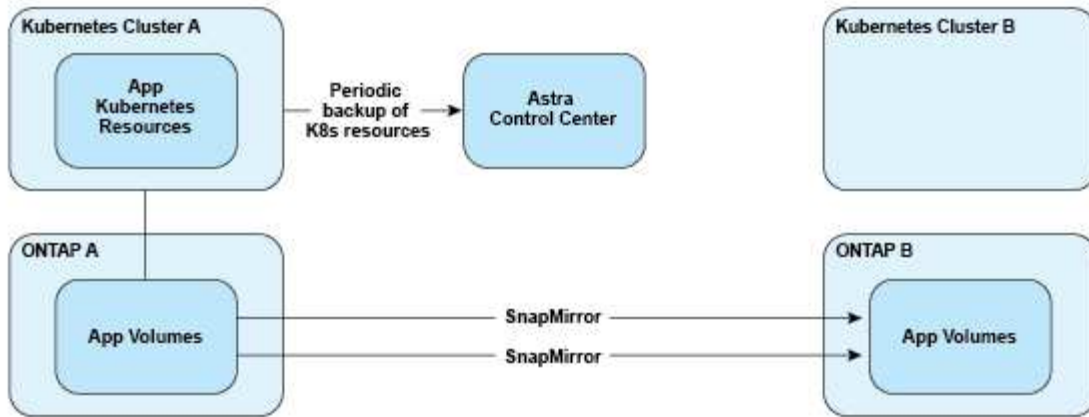 Kubernetes Cluster A
App
Kubernetes
Resources
Periodic
backup of
K8s resources
Astra
Control Center
Kubernetes Cluster B
ONTAP A
App Volumes
SnapMirror
SnapMirror
ONTAP B
App Volumes